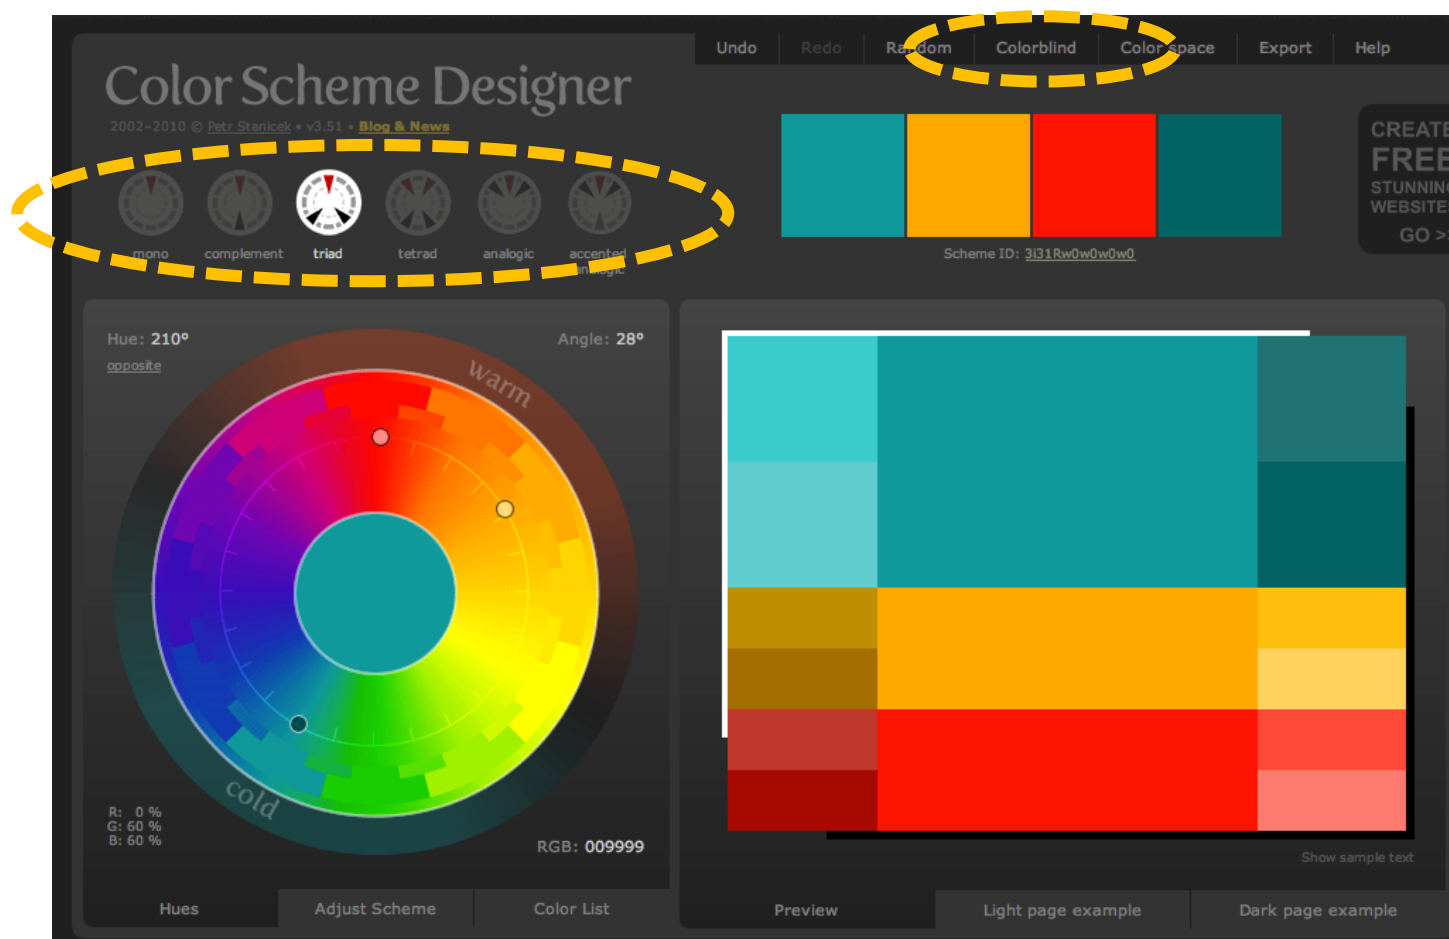 Undo Redo Random Colorblind Color space Export Help
Color Scheme Designer
2002–2010 © Petr Stanicek • v3.51 • Blog & News
CREATE
FREE
STUNNING
WEBSITES
GO >>
mono complement triad tetrad analogic accented
analogic
Scheme ID: 3i31Rw0w0w0w0
Hue: 210° Angle: 28°
opposite
warm
cold
R: 0 %
G: 60 %
B: 60 %
RGB: 009999
Show sample text
Hues Adjust Scheme Color List
Preview Light page example Dark page example